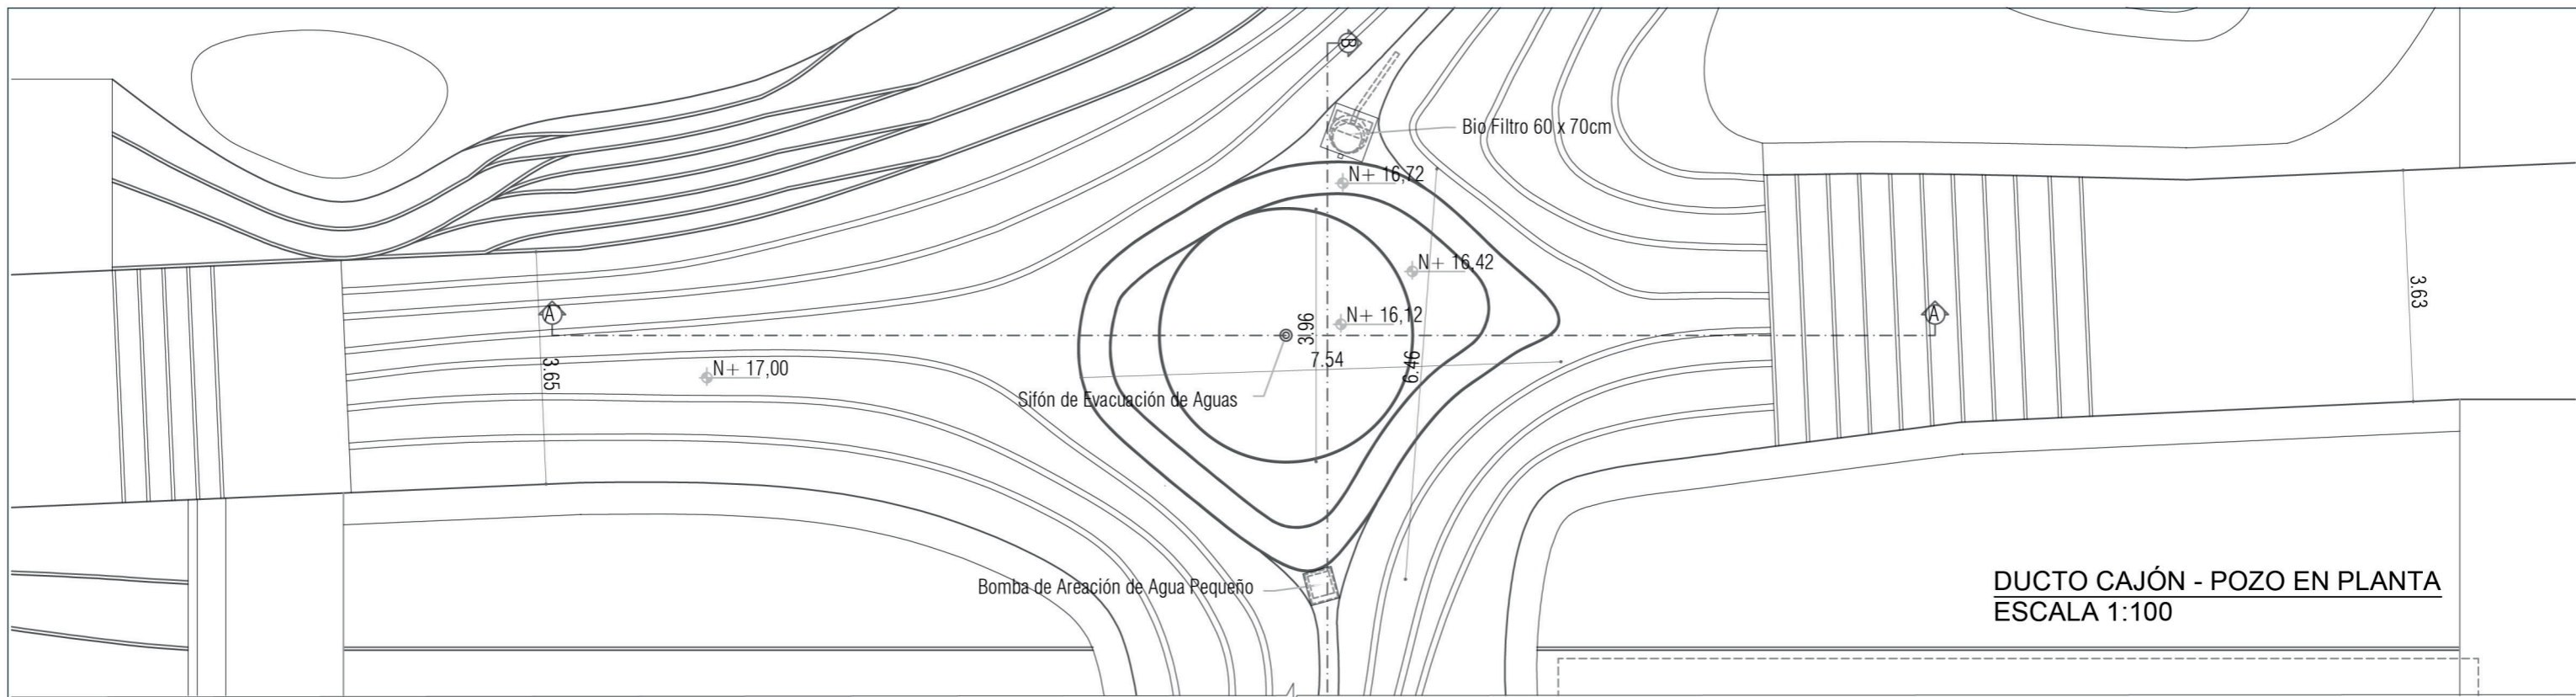 B
Bio Filtro 60 x 70cm
N+ 16,72
N+ 16,42
A
N+ 16,12
A
3.63
3.96
7.54
6.46
3.65
N+ 17,00
Sifón de Evacuación de Aguas
Bomba de Areación de Agua Pequeño
DUCTO CAJÓN - POZO EN PLANTA
ESCALA 1:100